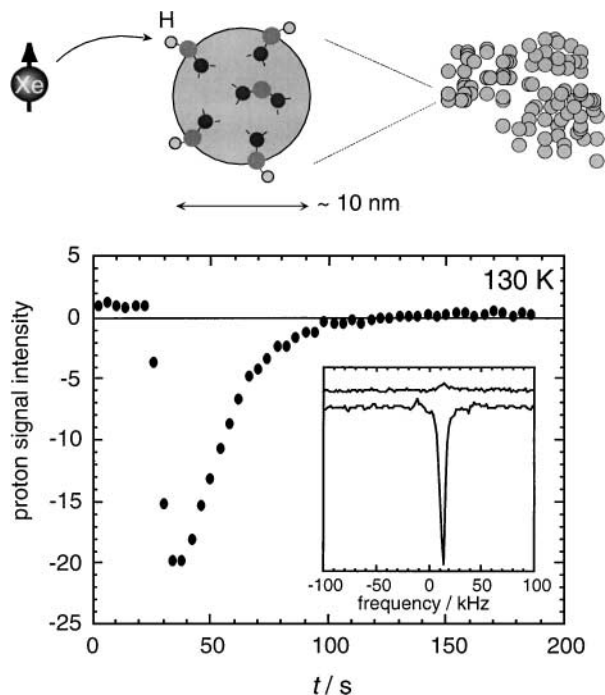 H
Xe
~ 10 nm
130 K
5
0
-5
-10
-15
-20
-25
proton signal intensity
-100 -50 0 50 100
frequency / kHz
0 50 100 150 200
t / s